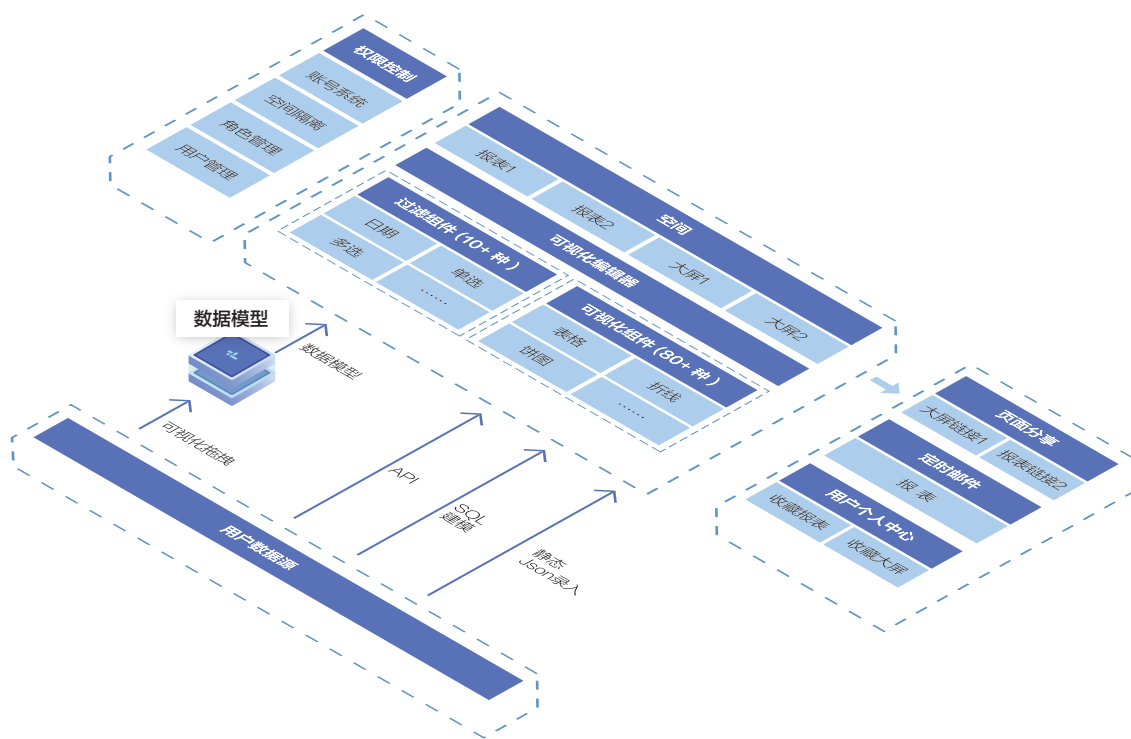 权限控制
账号系统
空间隔离
角色管理
用户管理
空间
报表1
报表2
大屏1
大屏2
可视化编辑器
过滤组件（10+ 种 ）
日期
单选
多选
......
可视化组件（80+ 种 ）
表格
折线
饼图
......
数据模型
数据模型
可视化拖拽
API
SQL
建模
静态
Json录入
用户数据源
页面分享
大屏链接1
报表链接2
定时邮件
报 表
用户个人中心
收藏报表
收藏大屏